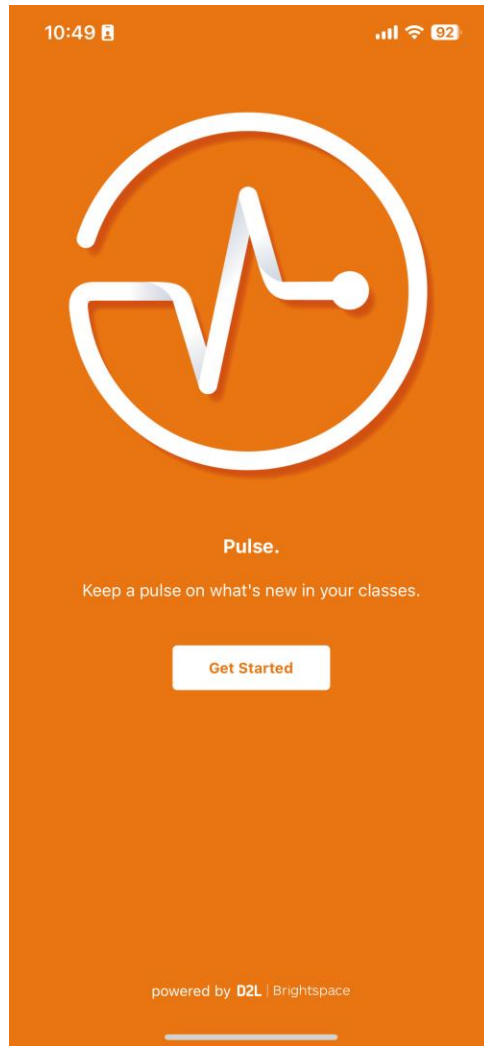 10:49 92
Pulse.
Keep a pulse on what's new in your classes.
Get Started
powered by D2L | Brightspace